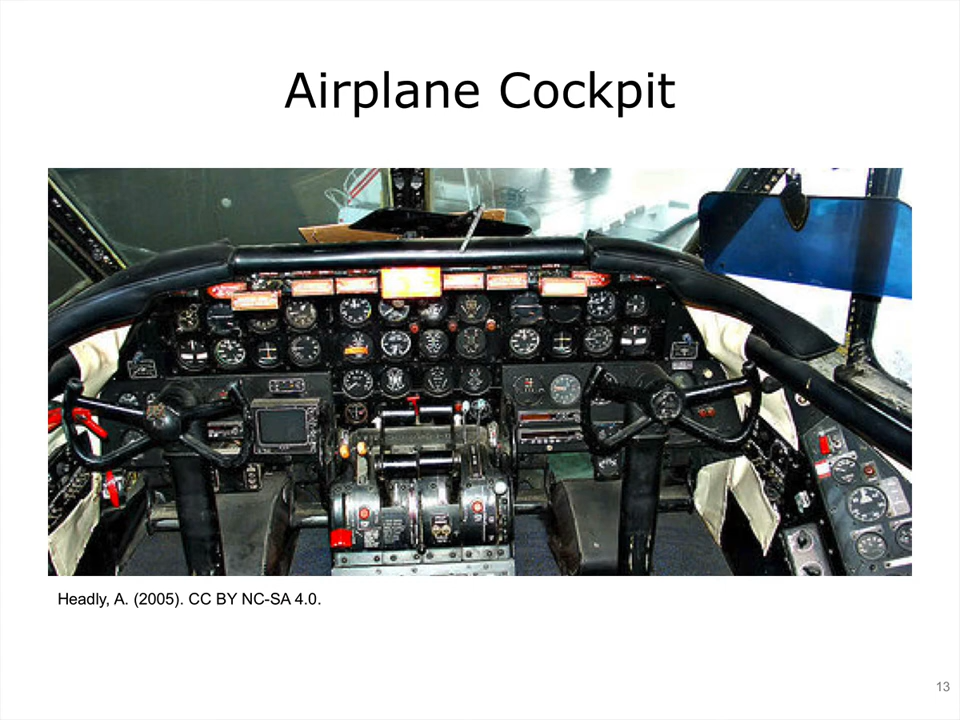 Airplane Cockpit
Headly, A. (2005). CC BY NC-SA 4.0.
13